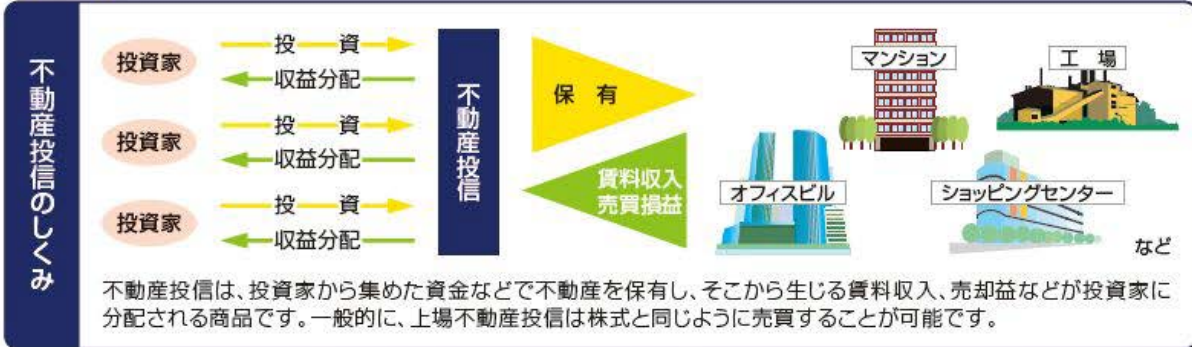 不動産投信のしくみ
投資家
投　資
収益分配
投資家
投　資
収益分配
投資家
投　資
収益分配
不動産投信
保　有
賃料収入
売買損益
マンション
工　場
オフィスビル
ショッピングセンター
など
不動産投信は、投資家から集めた資金などで不動産を保有し、そこから生じる賃料収入、売却益などが投資家に
分配される商品です。一般的に、上場不動産投信は株式と同じように売買することが可能です。